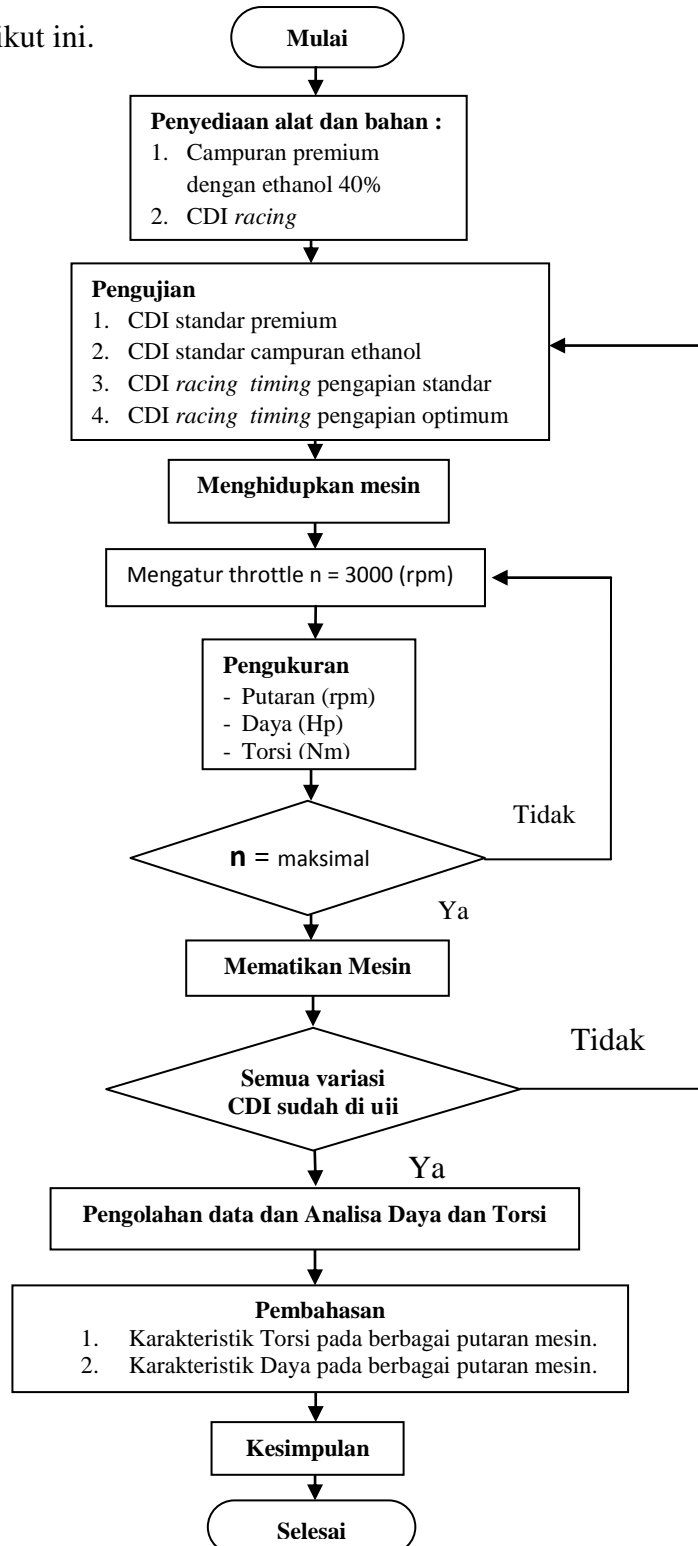 ikut ini.
Mulai
Penyediaan alat dan bahan :
1. Campuran premium
dengan ethanol 40%
2. CDI racing
Pengujian
1. CDI standar premium
2. CDI standar campuran ethanol
3. CDI racing timing pengapian standar
4. CDI racing timing pengapian optimum
Menghidupkan mesin
Mengatur throttle n = 3000 (rpm)
Pengukuran
- Putaran (rpm)
- Daya (Hp)
- Torsi (Nm)
Tidak
n = maksimal
Ya
Mematikan Mesin
Tidak
Semua variasi
CDI sudah di uji
Ya
Pengolahan data dan Analisa Daya dan Torsi
Pembahasan
1. Karakteristik Torsi pada berbagai putaran mesin.
2. Karakteristik Daya pada berbagai putaran mesin.
Kesimpulan
Selesai